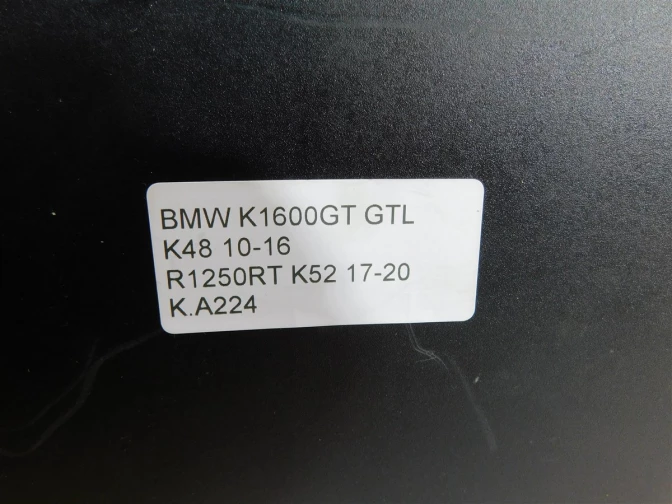 BMW K1600GT GTL
K48 10-16
R1250RT K52 17-20
K.A224